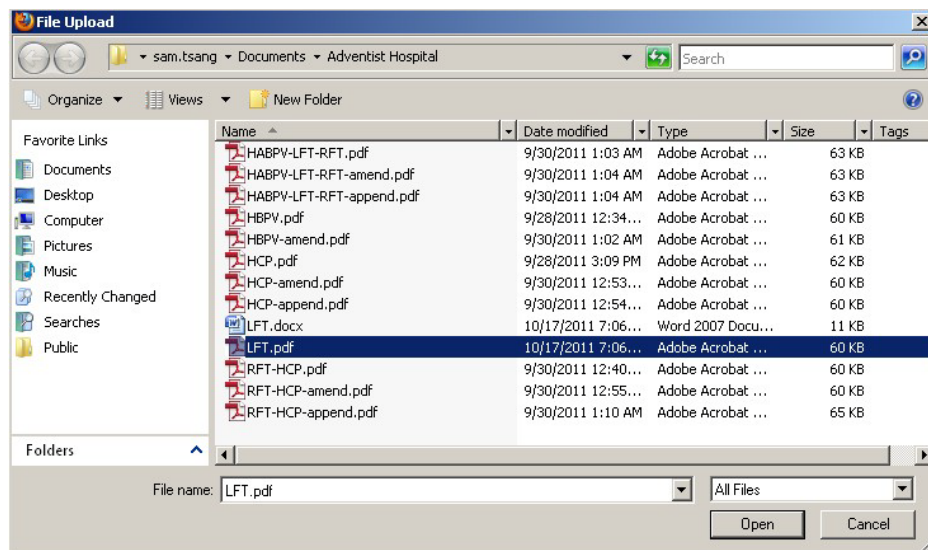 File Upload
sam.tsang Documents Adventist Hospital Search
Organize Views New Folder
Favorite Links
Documents
Desktop
Computer
Pictures
Music
Recently Changed
Searches
Public
Folders
Name Date modified Type Size Tags
HABPV-LFT-RFT.pdf 9/30/2011 1:03 AM Adobe Acrobat ... 63 KB
HABPV-LFT-RFT-amend.pdf 9/30/2011 1:04 AM Adobe Acrobat ... 63 KB
HABPV-LFT-RFT-append.pdf 9/30/2011 1:04 AM Adobe Acrobat ... 63 KB
HBPV.pdf 9/28/2011 12:34... Adobe Acrobat ... 60 KB
HBPV-amend.pdf 9/30/2011 1:02 AM Adobe Acrobat ... 61 KB
HCP.pdf 9/28/2011 3:09 PM Adobe Acrobat ... 62 KB
HCP-amend.pdf 9/30/2011 12:53... Adobe Acrobat ... 60 KB
HCP-append.pdf 9/30/2011 12:54... Adobe Acrobat ... 60 KB
LFT.docx 10/17/2011 7:06... Word 2007 Docu... 11 KB
LFT.pdf 10/17/2011 7:06... Adobe Acrobat ... 60 KB
RFT-HCP.pdf 9/30/2011 12:40... Adobe Acrobat ... 60 KB
RFT-HCP-amend.pdf 9/30/2011 12:55... Adobe Acrobat ... 60 KB
RFT-HCP-append.pdf 9/30/2011 1:10 AM Adobe Acrobat ... 65 KB
File name: LFT.pdf All Files
Open Cancel